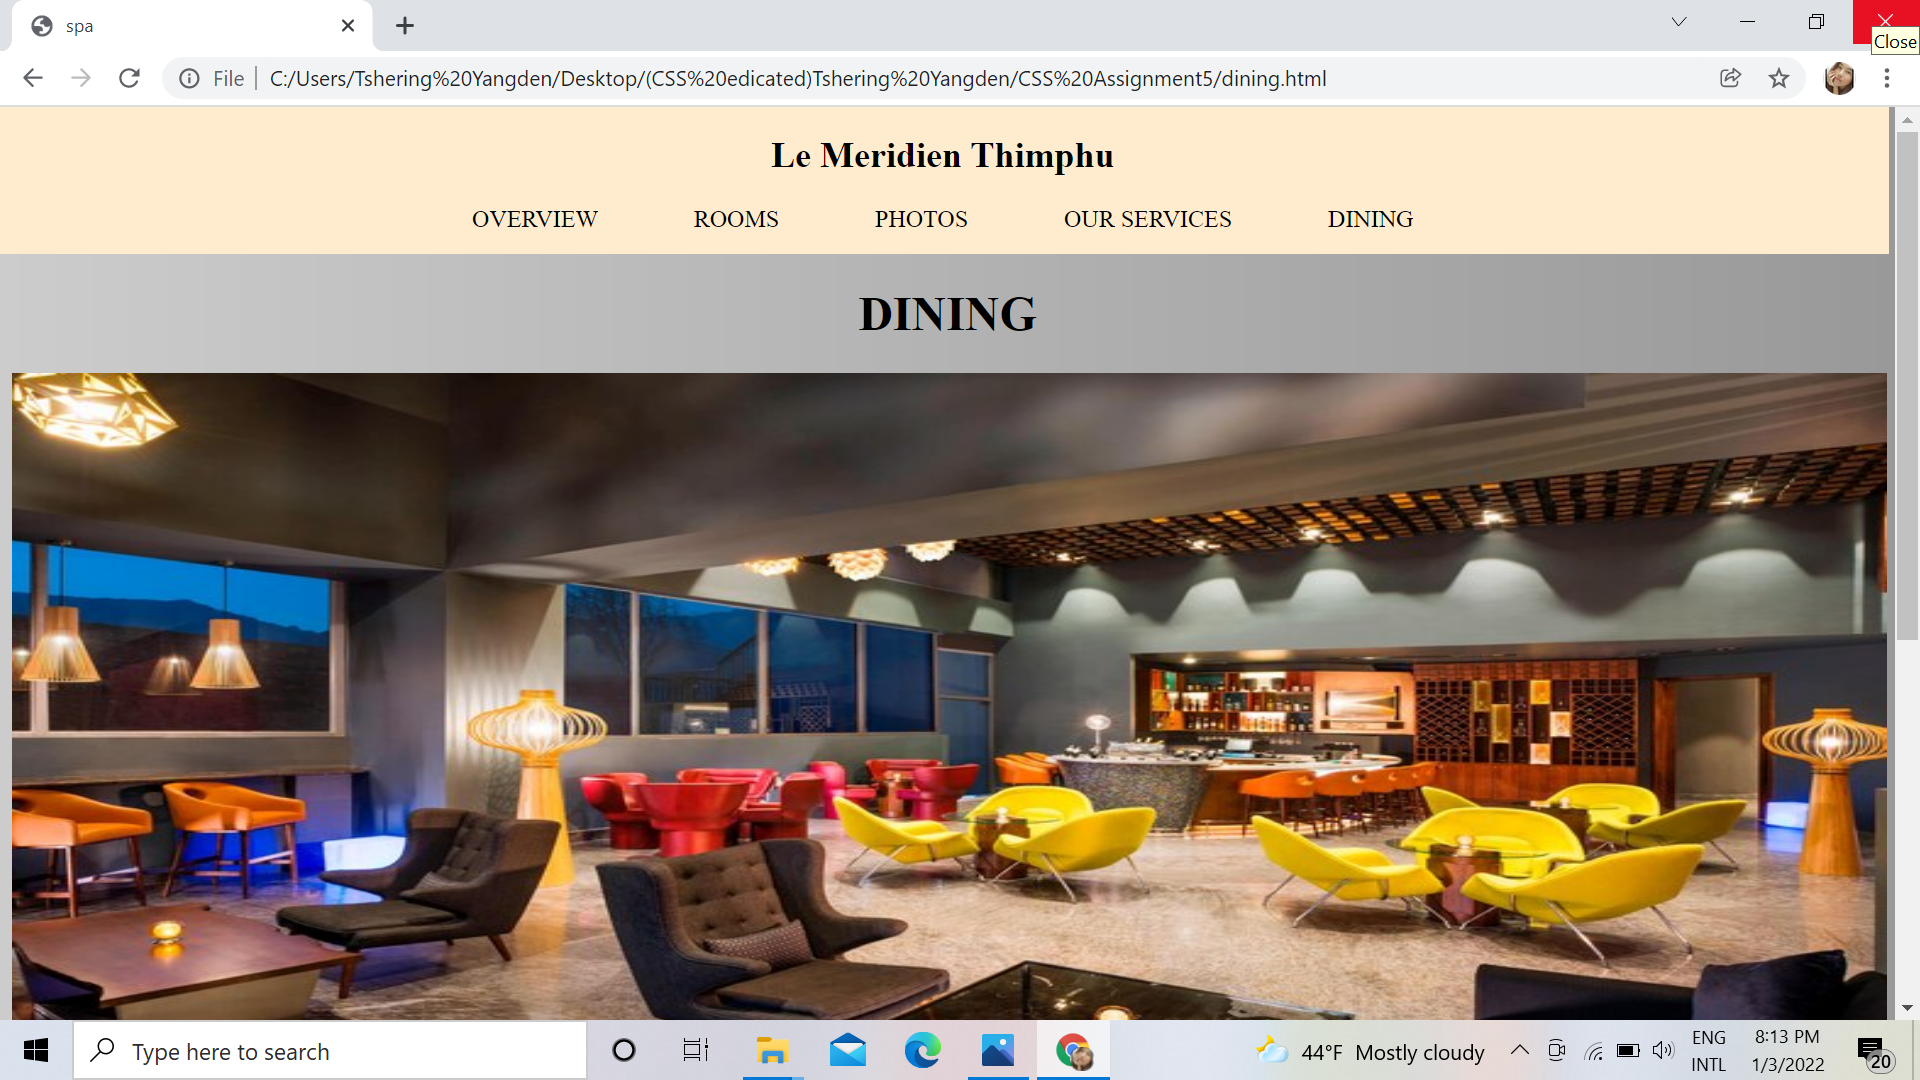 spa
Close
File
C:/Users/Tshering%20Yangden/Desktop/(CSS%20edicated)Tshering%20Yangden/CSS%20Assignment5/dining.html
Le Meridien Thimphu
OVERVIEW ROOMS PHOTOS OUR SERVICES DINING
DINING
Type here to search
44°F Mostly cloudy
ENG
INTL
8:13 PM
1/3/2022
20